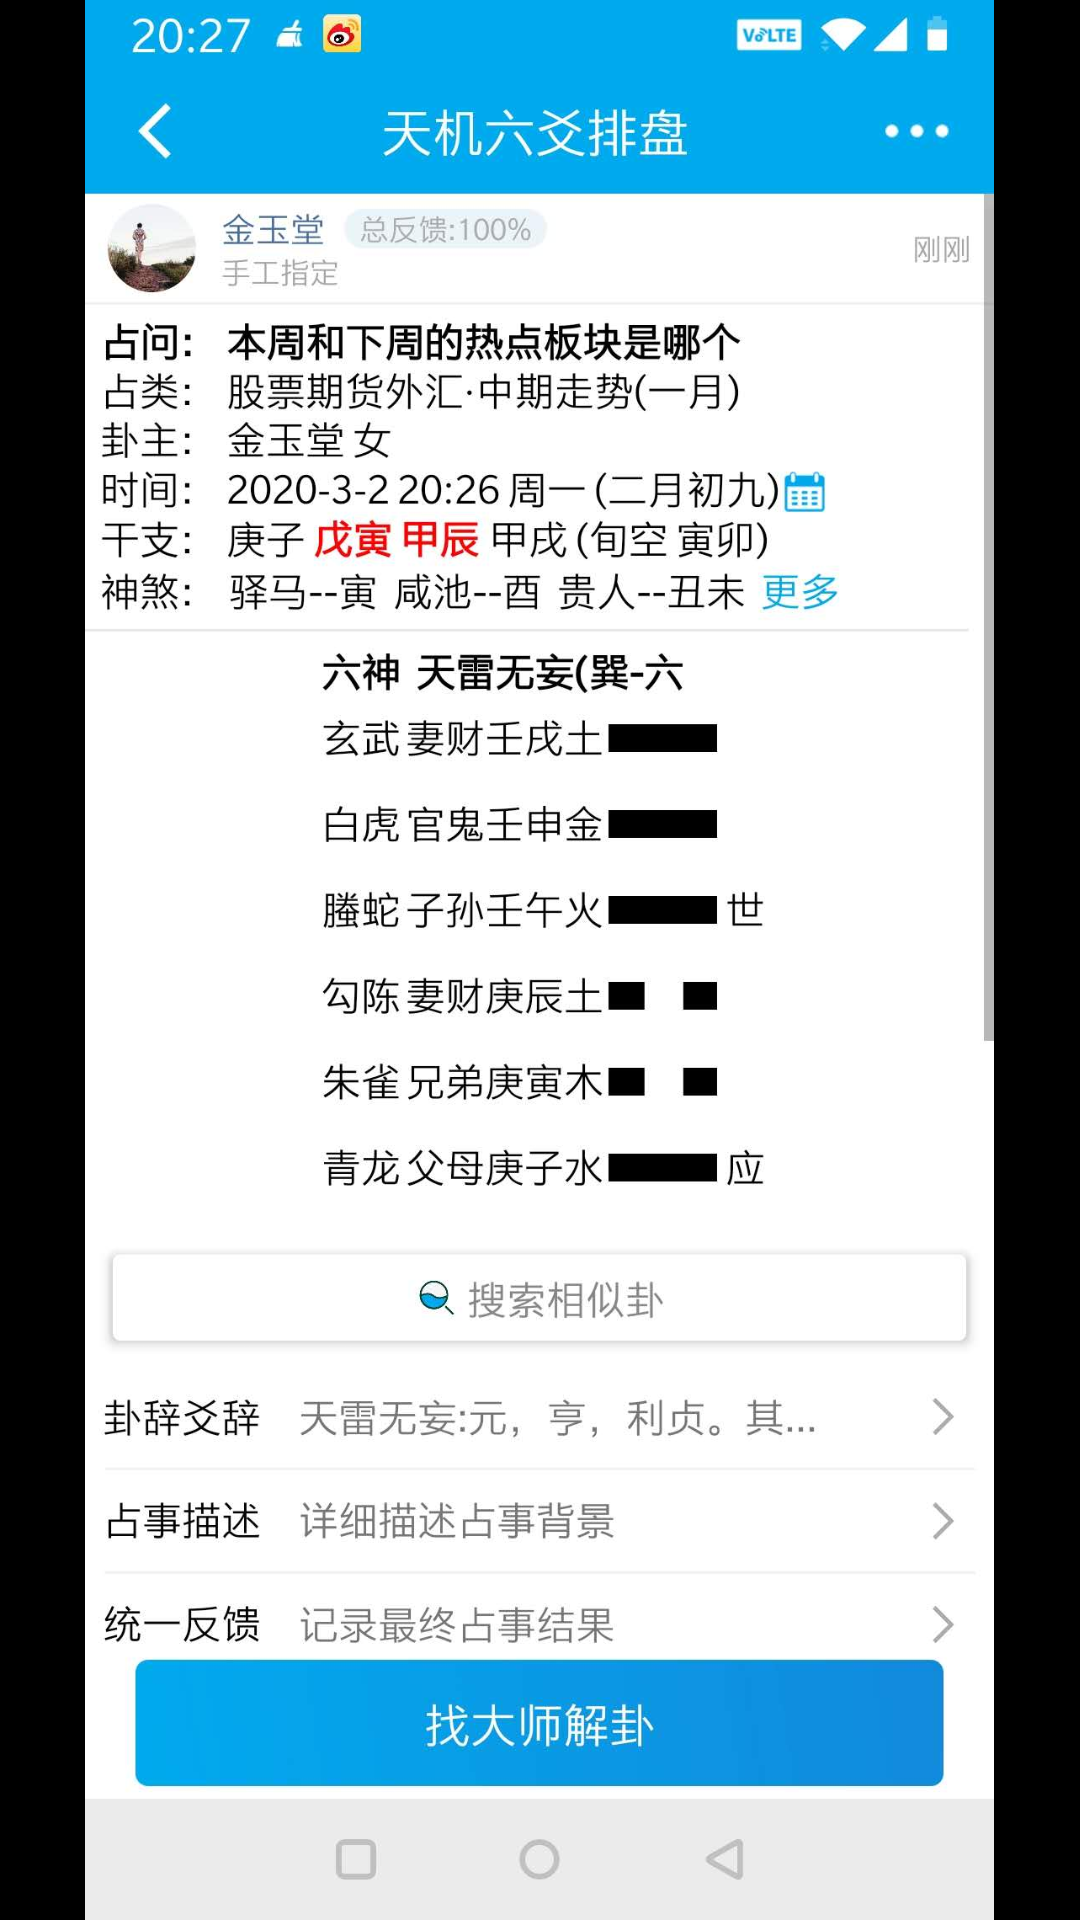 20:27
VoLTE
天机六爻排盘
金玉堂 总反馈:100%
手工指定
刚刚
占问: 本周和下周的热点板块是哪个
占类: 股票期货外汇·中期走势(一月)
卦主: 金玉堂 女
时间: 2020-3-2 20:26 周一 (二月初九)
干支: 庚子 戊寅 甲辰 甲戌 (旬空 寅卯)
神煞: 驿马--寅 咸池--酉 贵人--丑未 更多
六神 天雷无妄(巽-六
玄武 妻财壬戌土
白虎 官鬼壬申金
螣蛇 子孙壬午火 世
勾陈 妻财庚辰土
朱雀 兄弟庚寅木
青龙 父母庚子水 应
搜索相似卦
卦辞爻辞 天雷无妄:元，亨，利贞。其...
占事描述 详细描述占事背景
统一反馈 记录最终占事结果
找大师解卦